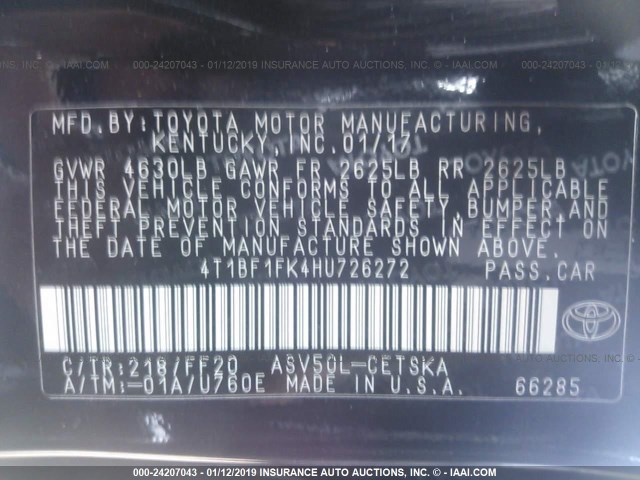 000-24207043 - 01/12/2019 INSURANCE AUTO AUCTIONS - © - IAAI.COM
MFD.BY:TOYOTA MOTOR MANUFACTURING,
KENTUCKY,INC.01/17
GVWR 4630LB GAWR FR 2625LB RR 2625LB
THIS VEHICLE CONFORMS TO ALL APPLICABLE
FEDERAL MOTOR VEHICLE SAFETY,BUMPER,AND
THEFT PREVENTION STANDARDS IN EFFECT ON
THE DATE OF MANUFACTURE SHOWN ABOVE.
4T1BF1FK4HU726272 PASS.CAR
C/TR:218/FF20 ASV50L-CETSKA
A/TM:-01A/U760E MADE IN U.S.A. 66285
000-24207043 - 01/12/2019 INSURANCE AUTO AUCTIONS - © - IAAI.COM